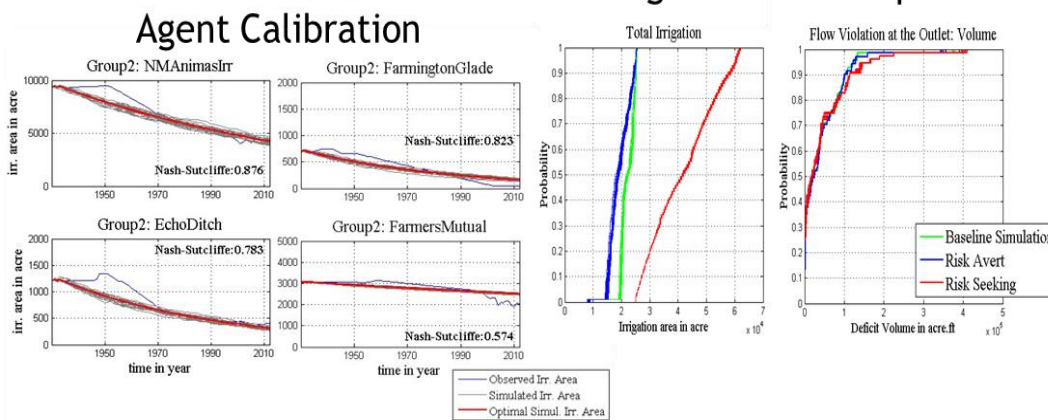 Agent Calibration
Group2: NMAnimasIrr
irr. area in acre
10000
5000
0
Nash-Sutcliffe:0.876
1950 1970 1990 2012
Group2: FarmingtonGlade
2000
1500
1000
500
0
Nash-Sutcliffe:0.823
1950 1970 1990 2012
Group2: EchoDitch
irr. area in acre
2000
1500
1000
500
0
Nash-Sutcliffe:0.783
1950 1970 1990 2012
time in year
Group2: FarmersMutual
5000
4000
3000
2000
1000
0
Nash-Sutcliffe:0.574
1950 1970 1990 2012
time in year
Observed Irr. Area
Simulated Irr. Area
Optimal Simul. Irr. Area
Total Irrigation
Probability
1
0.9
0.8
0.7
0.6
0.5
0.4
0.3
0.2
0.1
0
0 1 2 3 4 5 6 7
Irrigation area in acre
x 10^4
Flow Violation at the Outlet: Volume
Probability
1
0.9
0.8
0.7
0.6
0.5
0.4
0.3
0.2
0.1
0
0 1 2 3 4 5
Deficit Volume in acre.ft
Baseline Simulation
Risk Avert
Risk Seeking